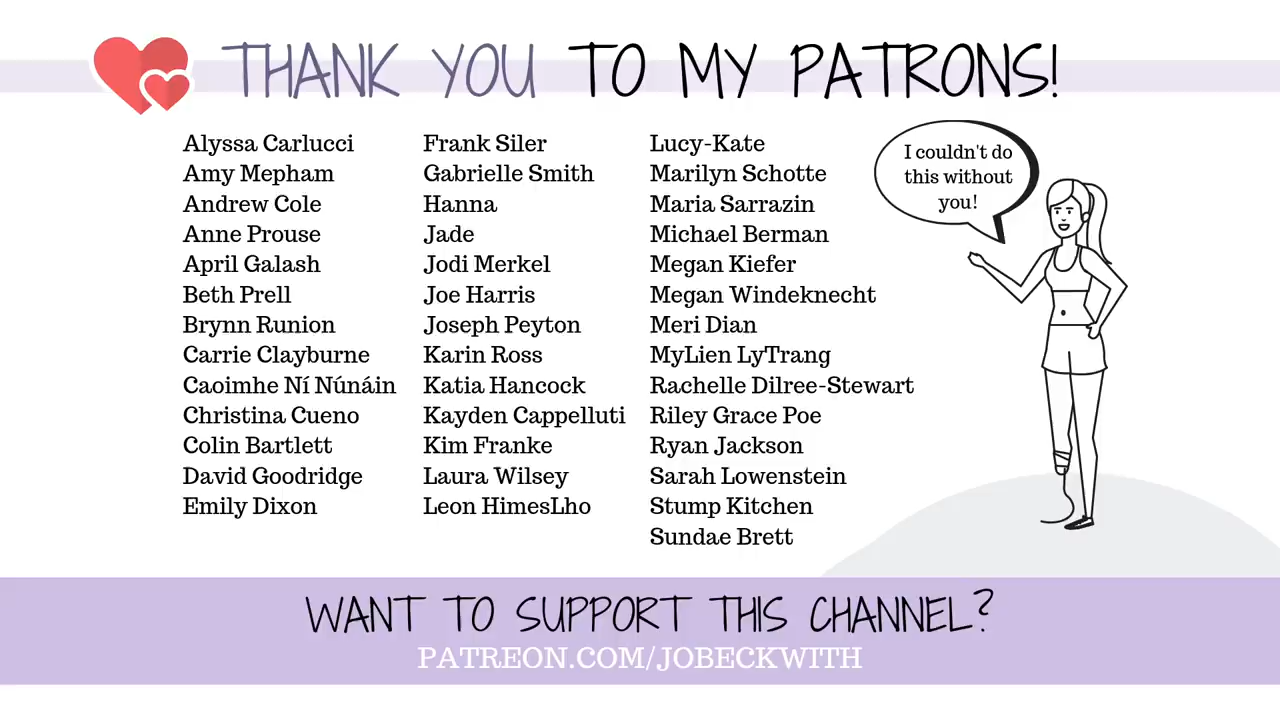 THANK YOU TO MY PATRONS!
Alyssa Carlucci
Amy Mepham
Andrew Cole
Anne Prouse
April Galash
Beth Prell
Brynn Runion
Carrie Clayburne
Caoimhe Ní Núnáin
Christina Cueno
Colin Bartlett
David Goodridge
Emily Dixon
Frank Siler
Gabrielle Smith
Hanna
Jade
Jodi Merkel
Joe Harris
Joseph Peyton
Karin Ross
Katia Hancock
Kayden Cappelluti
Kim Franke
Laura Wilsey
Leon HimesLho
Lucy-Kate
Marilyn Schotte
Maria Sarrazin
Michael Berman
Megan Kiefer
Megan Windeknecht
Meri Dian
MyLien LyTrang
Rachelle Dilree-Stewart
Riley Grace Poe
Ryan Jackson
Sarah Lowenstein
Stump Kitchen
Sundae Brett
I couldn't do
this without
you!
WANT TO SUPPORT THIS CHANNEL?
PATREON.COM/JOBECKWITH